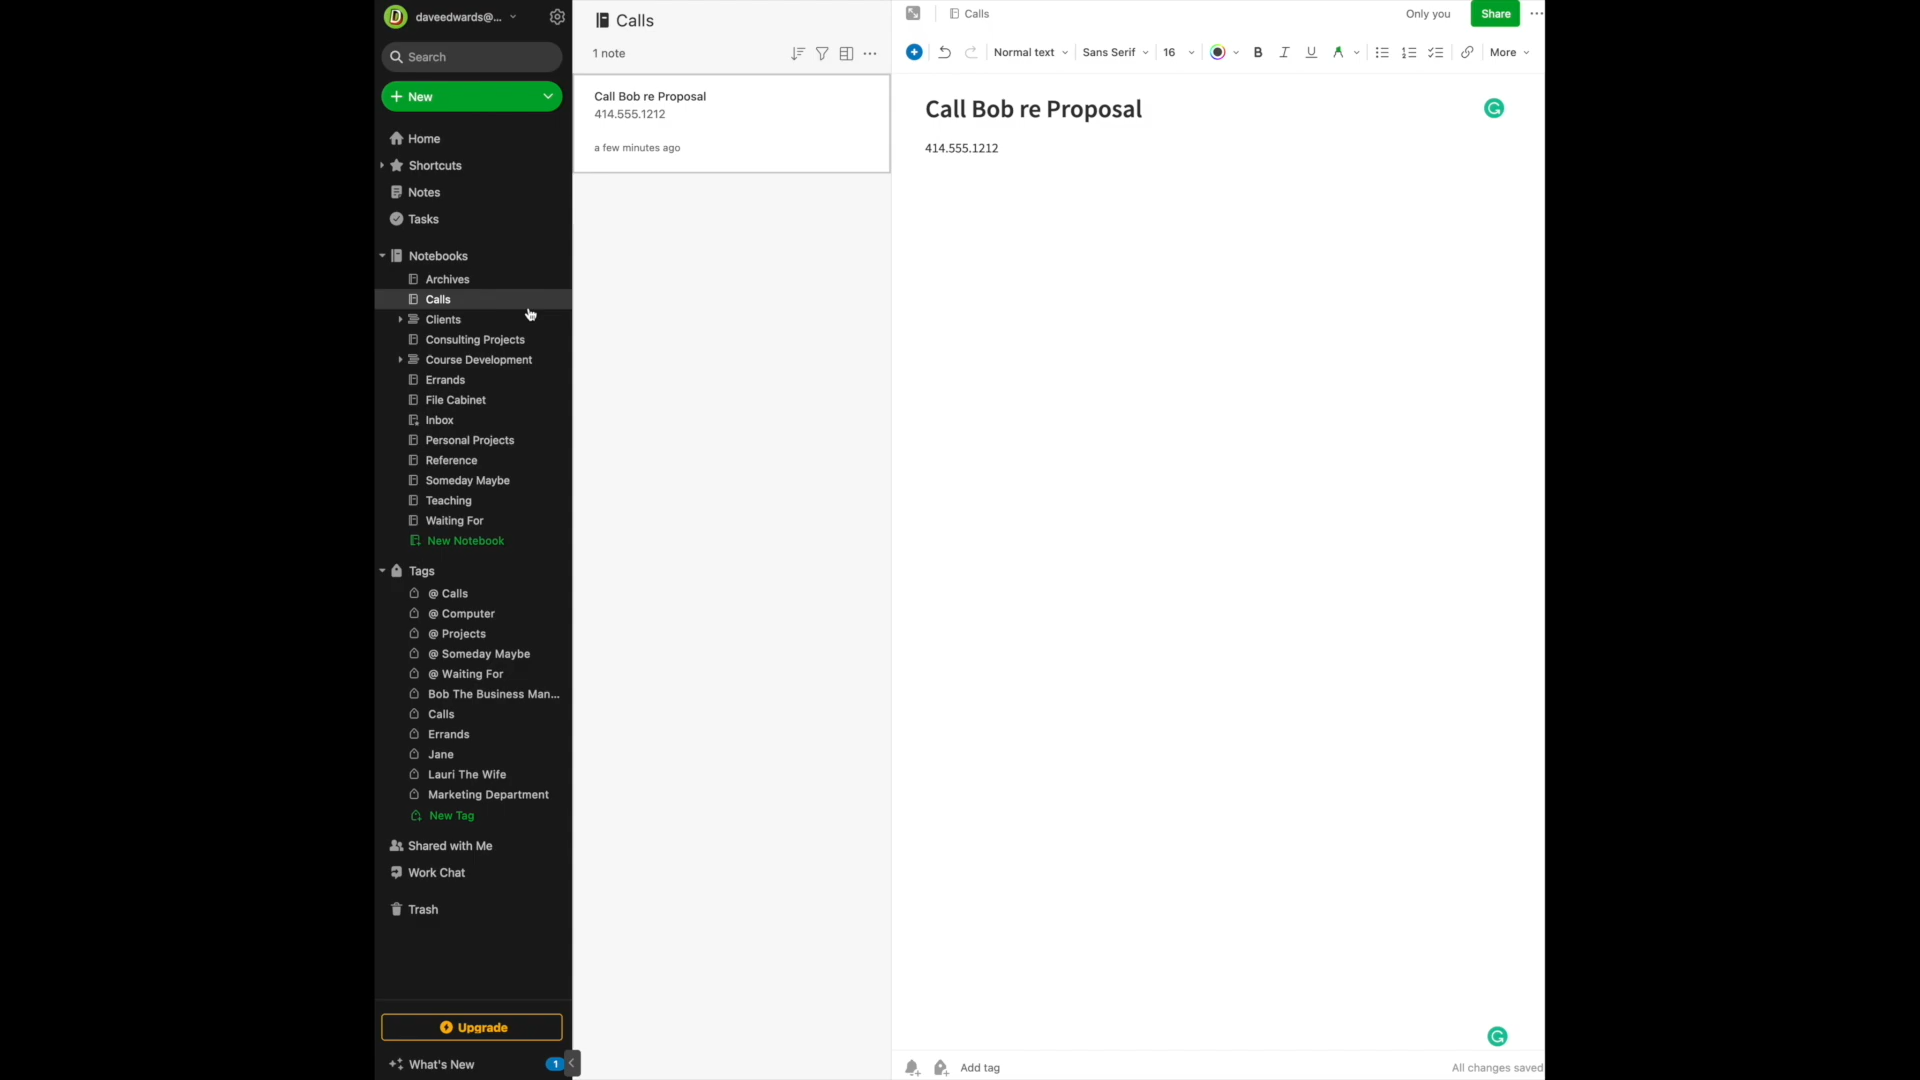 D daveedwards@...
Search
New
Home
Shortcuts
Notes
Tasks
Notebooks
Archives
Calls
Clients
Consulting Projects
Course Development
Errands
File Cabinet
Inbox
Personal Projects
Reference
Someday Maybe
Teaching
Waiting For
New Notebook
Tags
@ Calls
@ Computer
@ Projects
@ Someday Maybe
@ Waiting For
Bob The Business Man...
Calls
Errands
Jane
Lauri The Wife
Marketing Department
New Tag
Shared with Me
Work Chat
Trash
Upgrade
What's New 1
Calls
1 note
Call Bob re Proposal
414.555.1212
a few minutes ago
Calls Only you Share
Normal text Sans Serif 16 B I U More
Call Bob re Proposal
414.555.1212
Add tag All changes saved